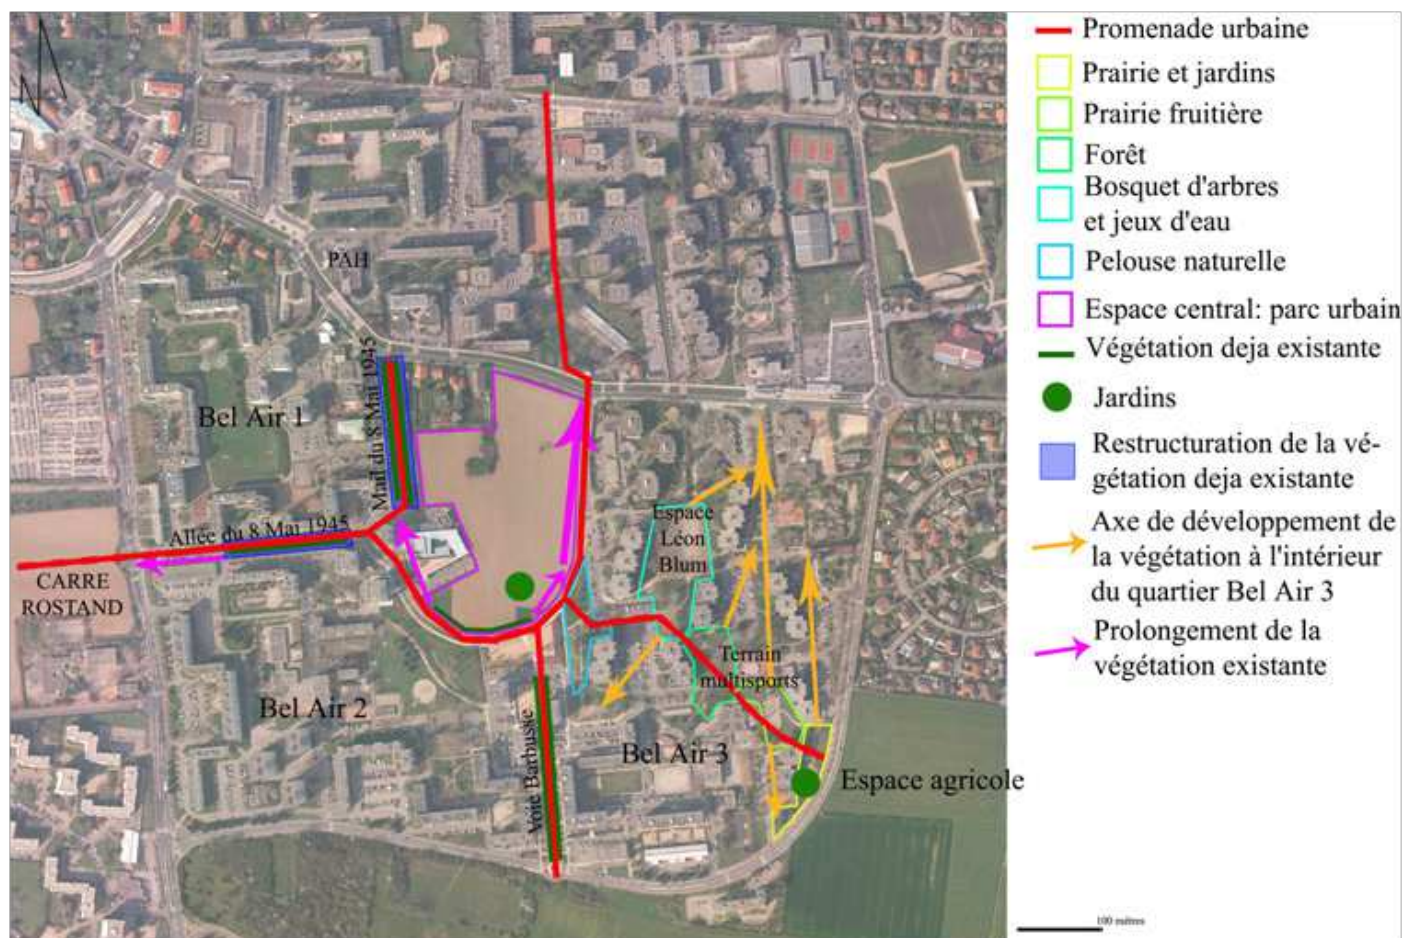 Promenade urbaine
Prairie et jardins
Prairie fruitière
Forêt
Bosquet d'arbres
et jeux d'eau
Pelouse naturelle
Espace central: parc urbain
Végétation deja existante
Jardins
Restructuration de la vé-
gétation deja existante
Axe de développement de
la végétation à l'intérieur
du quartier Bel Air 3
Prolongement de la
végétation existante
100 mètres
PAH
Bel Air 1
Mail du 8 Mai 1945
Allée du 8 Mai 1945
CARRE
ROSTAND
Espace
Léon
Blum
Terrain
multisports
Bel Air 2
Voie Barbusse
Bel Air 3
Espace agricole